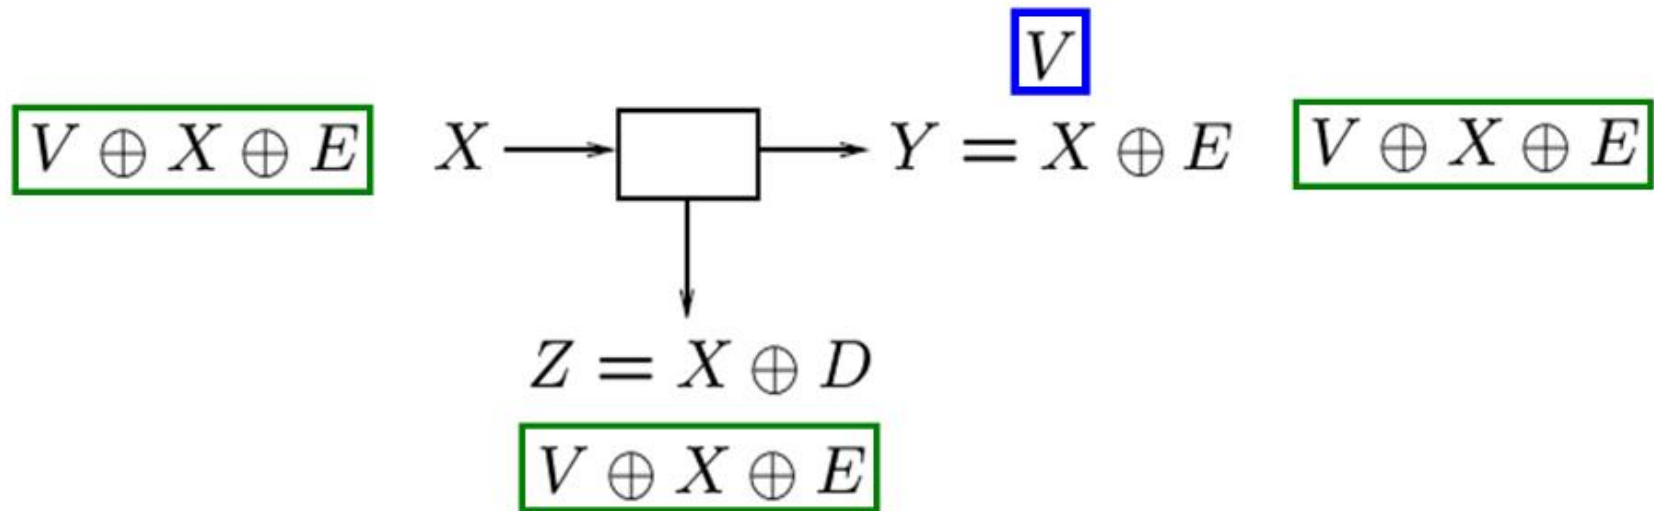 V
V ⊕ X ⊕ E X Y = X ⊕ E V ⊕ X ⊕ E
Z = X ⊕ D
V ⊕ X ⊕ E